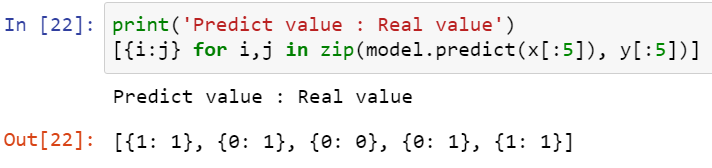 In [22]: print('Predict value : Real value')
[{i:j} for i,j in zip(model.predict(x[:5]), y[:5])]
Predict value : Real value
Out[22]: [{1: 1}, {0: 1}, {0: 0}, {0: 1}, {1: 1}]